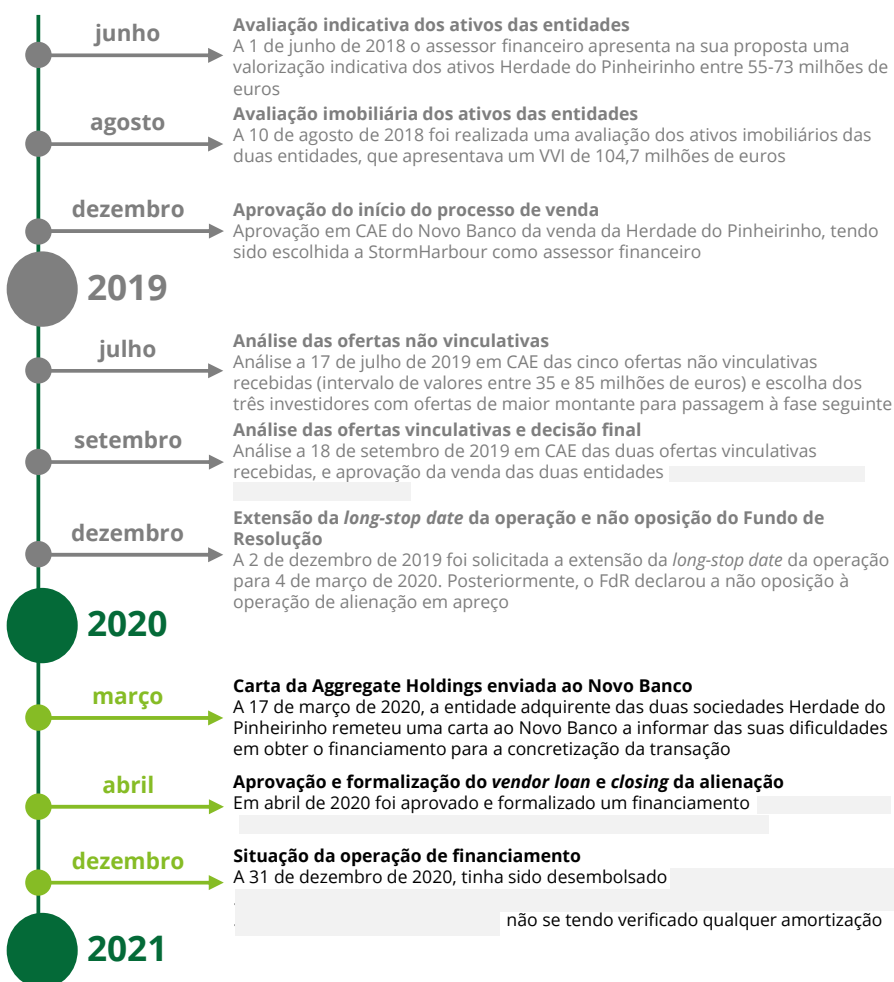 junho
Avaliação indicativa dos ativos das entidades
A 1 de junho de 2018 o assessor financeiro apresenta na sua proposta uma
valorização indicativa dos ativos Herdade do Pinheirinho entre 55-73 milhões de
euros
agosto
Avaliação imobiliária dos ativos das entidades
A 10 de agosto de 2018 foi realizada uma avaliação dos ativos imobiliários das
duas entidades, que apresentava um VVI de 104,7 milhões de euros
dezembro
Aprovação do início do processo de venda
Aprovação em CAE do Novo Banco da venda da Herdade do Pinheirinho, tendo
sido escolhida a StormHarbour como assessor financeiro
2019
julho
Análise das ofertas não vinculativas
Análise a 17 de julho de 2019 em CAE das cinco ofertas não vinculativas
recebidas (intervalo de valores entre 35 e 85 milhões de euros) e escolha dos
três investidores com ofertas de maior montante para passagem à fase seguinte
setembro
Análise das ofertas vinculativas e decisão final
Análise a 18 de setembro de 2019 em CAE das duas ofertas vinculativas
recebidas, e aprovação da venda das duas entidades
dezembro
Extensão da long-stop date da operação e não oposição do Fundo de
Resolução
A 2 de dezembro de 2019 foi solicitada a extensão da long-stop date da operação
para 4 de março de 2020. Posteriormente, o FdR declarou a não oposição à
operação de alienação em apreço
2020
março
Carta da Aggregate Holdings enviada ao Novo Banco
A 17 de março de 2020, a entidade adquirente das duas sociedades Herdade do
Pinheirinho remeteu uma carta ao Novo Banco a informar das suas dificuldades
em obter o financiamento para a concretização da transação
abril
Aprovação e formalização do vendor loan e closing da alienação
Em abril de 2020 foi aprovado e formalizado um financiamento
dezembro
Situação da operação de financiamento
A 31 de dezembro de 2020, tinha sido desembolsado
não se tendo verificado qualquer amortização
2021